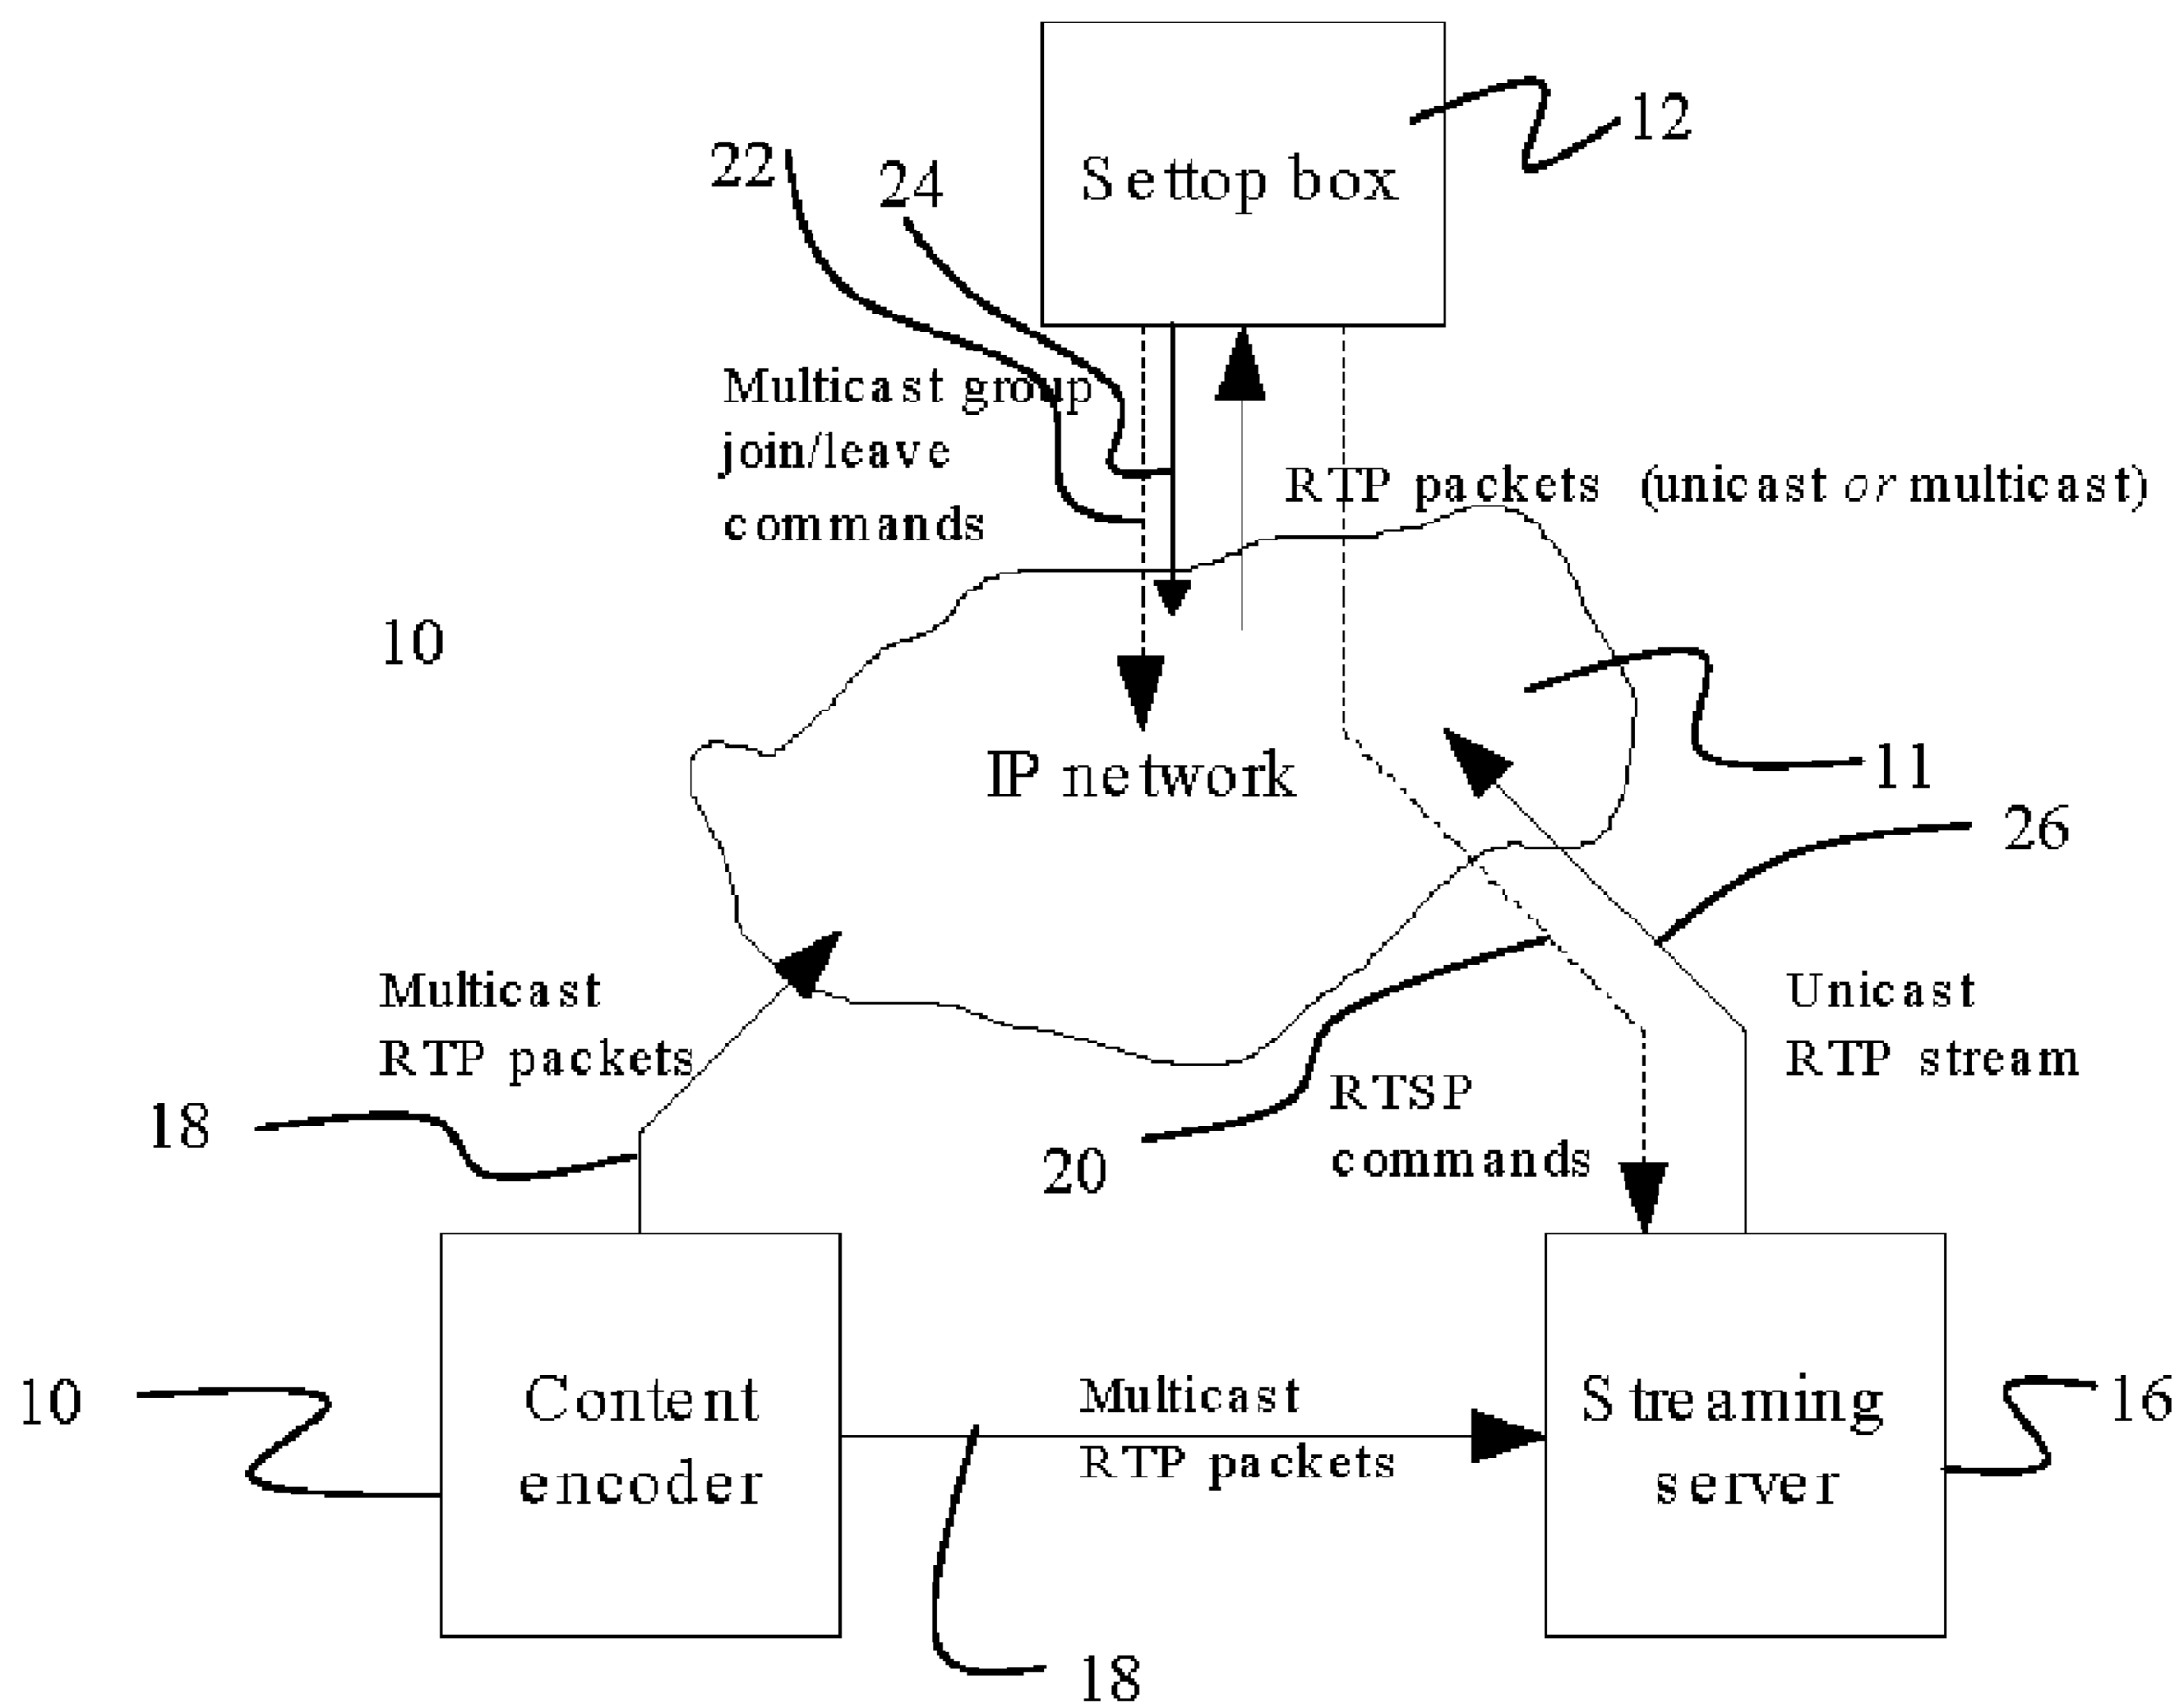 12
22
24
Settop box
Multicast group
join/leave
commands
RTP packets (unicast or multicast)
10
IP network
11
26
Multicast
RTP packets
Unicast
RTP stream
18
RTSP
commands
20
10
Content
encoder
Multicast
RTP packets
Streaming
server
16
18